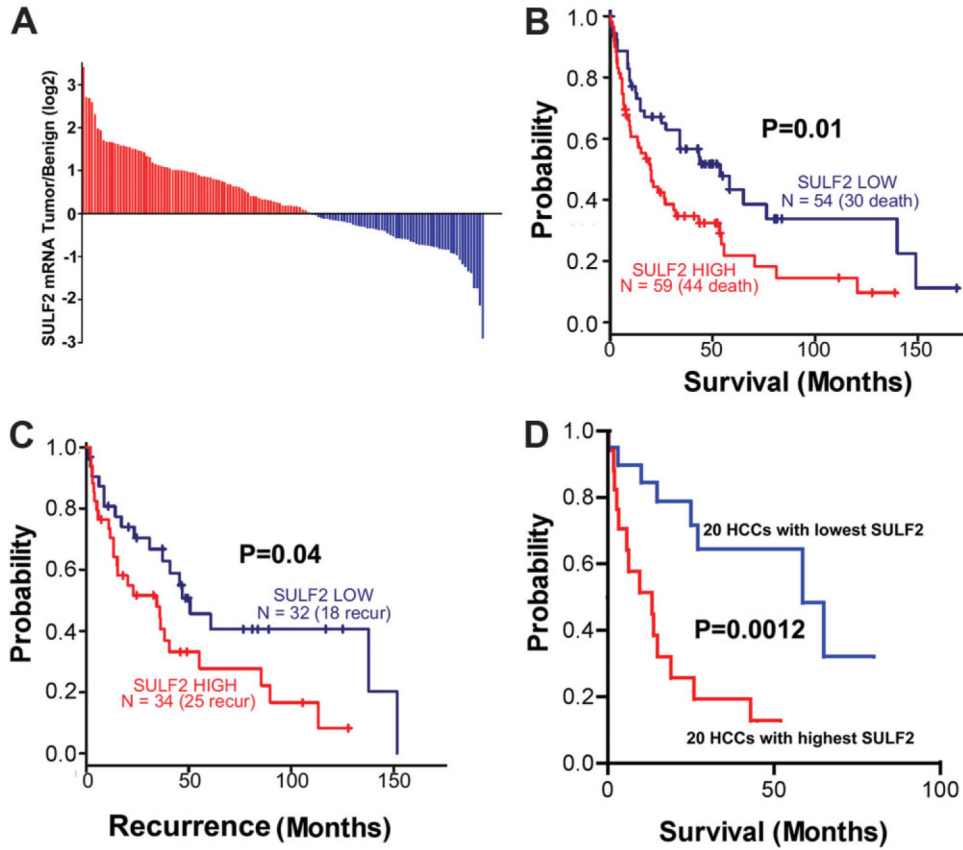 A
SULF2 mRNA Tumor/Benign (log2)
3
2
1
0
-1
-2
-3
B
Probability
1.0
0.8
0.6
0.4
0.2
0.0
P=0.01
SULF2 LOW
N = 54 (30 death)
SULF2 HIGH
N = 59 (44 death)
0 50 100 150
Survival (Months)
C
Probability
1.0
0.8
0.6
0.4
0.2
0.0
P=0.04
SULF2 LOW
N = 32 (18 recur)
SULF2 HIGH
N = 34 (25 recur)
0 50 100 150
Recurrence (Months)
D
Probability
1.0
0.8
0.6
0.4
0.2
0.0
20 HCCs with lowest SULF2
P=0.0012
20 HCCs with highest SULF2
0 50 100
Survival (Months)